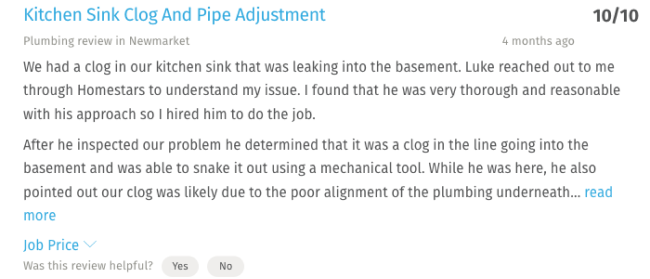 Kitchen Sink Clog And Pipe Adjustment 10/10
Plumbing review in Newmarket 4 months ago
We had a clog in our kitchen sink that was leaking into the basement. Luke reached out to me
through Homestars to understand my issue. I found that he was very thorough and reasonable
with his approach so I hired him to do the job.
After he inspected our problem he determined that it was a clog in the line going into the
basement and was able to snake it out using a mechanical tool. While he was here, he also
pointed out our clog was likely due to the poor alignment of the plumbing underneath... read
more
Job Price
Was this review helpful? Yes No